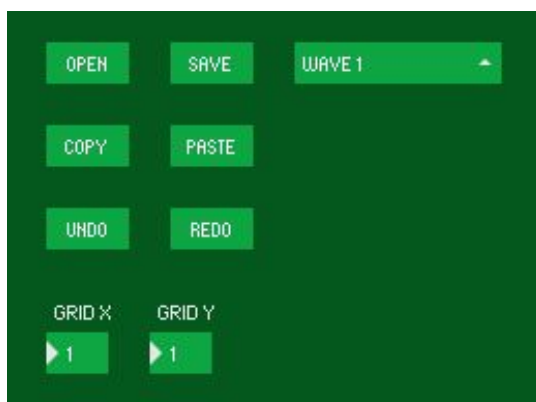 OPEN SAVE WAVE 1
COPY PASTE
UNDO REDO
GRID X GRID Y
1 1